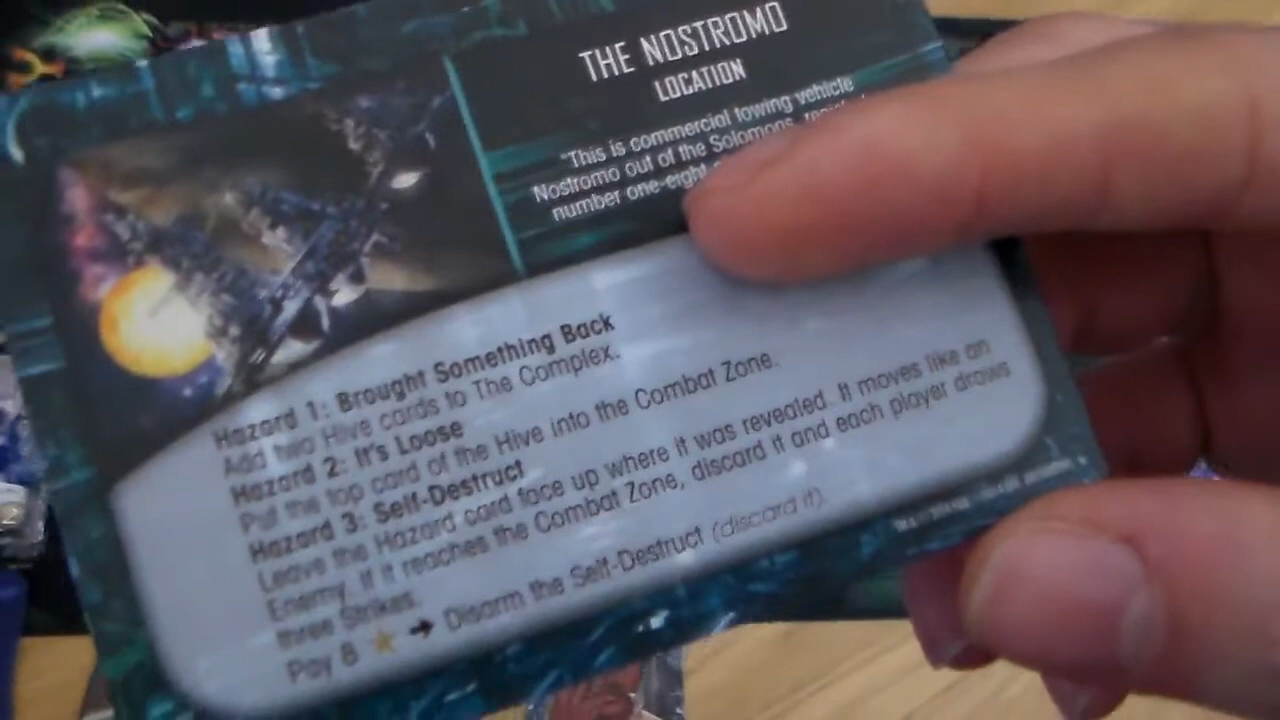 THE NOSTROMO
LOCATION
"This is commercial towing vehicle
Nostromo out of the Solomons,
number one-eight
Hazard 1: Brought Something Back
Add two Hive cards to The Complex.
Hazard 2: It's Loose
Put the top card of the Hive into the Combat Zone.
Hazard 3: Self-Destruct
Leave the Hazard card face up where it was revealed. It moves like an
Enemy. If it reaches the Combat Zone, discard it and each player draws
three Strikes.
Pay 8 ★ → Disarm the Self-Destruct (discard it).